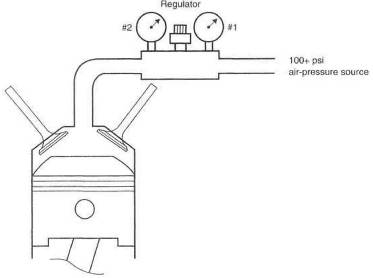 Regulator
#2
#1
100+ psi
air-pressure source